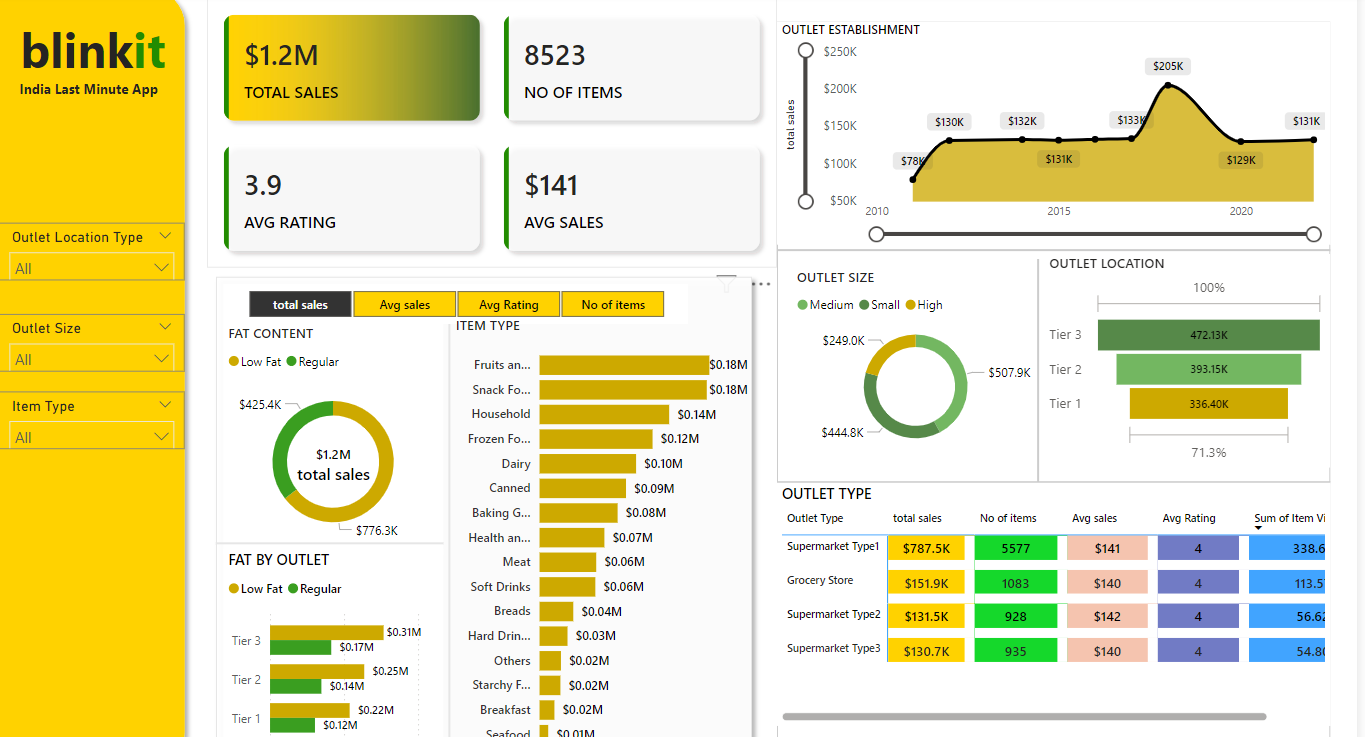 blinkit
India Last Minute App
Outlet Location Type
All
Outlet Size
All
Item Type
All
$1.2M
TOTAL SALES
8523
NO OF ITEMS
3.9
AVG RATING
$141
AVG SALES
total sales
Avg sales
Avg Rating
No of items
FAT CONTENT
Low Fat
Regular
$425.4K
$1.2M
total sales
$776.3K
FAT BY OUTLET
Low Fat
Regular
Tier 3
$0.31M
$0.17M
Tier 2
$0.25M
$0.14M
Tier 1
$0.22M
$0.12M
ITEM TYPE
Fruits an... $0.18M
Snack Fo... $0.18M
Household $0.14M
Frozen Fo... $0.12M
Dairy $0.10M
Canned $0.09M
Baking G... $0.08M
Health an... $0.07M
Meat $0.06M
Soft Drinks $0.06M
Breads $0.04M
Hard Drin... $0.03M
Others $0.02M
Starchy F... $0.02M
Breakfast $0.02M
Seafood $0.01M
OUTLET ESTABLISHMENT
total sales
$250K
$200K
$150K
$100K
$50K
$78K
$130K
$132K
$131K
$133K
$205K
$129K
$131K
2010
2015
2020
OUTLET SIZE
Medium
Small
High
$249.0K
$507.9K
$444.8K
OUTLET LOCATION
100%
Tier 3 472.13K
Tier 2 393.15K
Tier 1 336.40K
71.3%
OUTLET TYPE
Outlet Type total sales No of items Avg sales Avg Rating Sum of Item Vi
Supermarket Type1 $787.5K 5577 $141 4 338.6
Grocery Store $151.9K 1083 $140 4 113.5
Supermarket Type2 $131.5K 928 $142 4 56.62
Supermarket Type3 $130.7K 935 $140 4 54.80